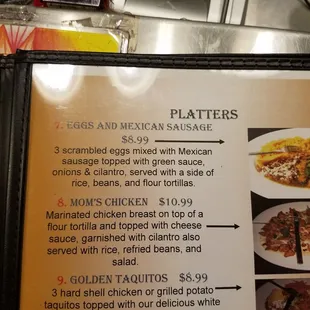 PLATTERS
7. EGGS AND MEXICAN SAUSAGE
$8.99
3 scrambled eggs mixed with Mexican
sausage topped with green sauce,
onions & cilantro, served with a side of
rice, beans, and flour tortillas.
8. MOM'S CHICKEN $10.99
Marinated chicken breast on top of a
flour tortilla and topped with cheese
sauce, garnished with cilantro also
served with rice, refried beans, and
salad.
9. GOLDEN TAQUITOS $8.99
3 hard shell chicken or grilled potato
taquitos topped with our delicious white